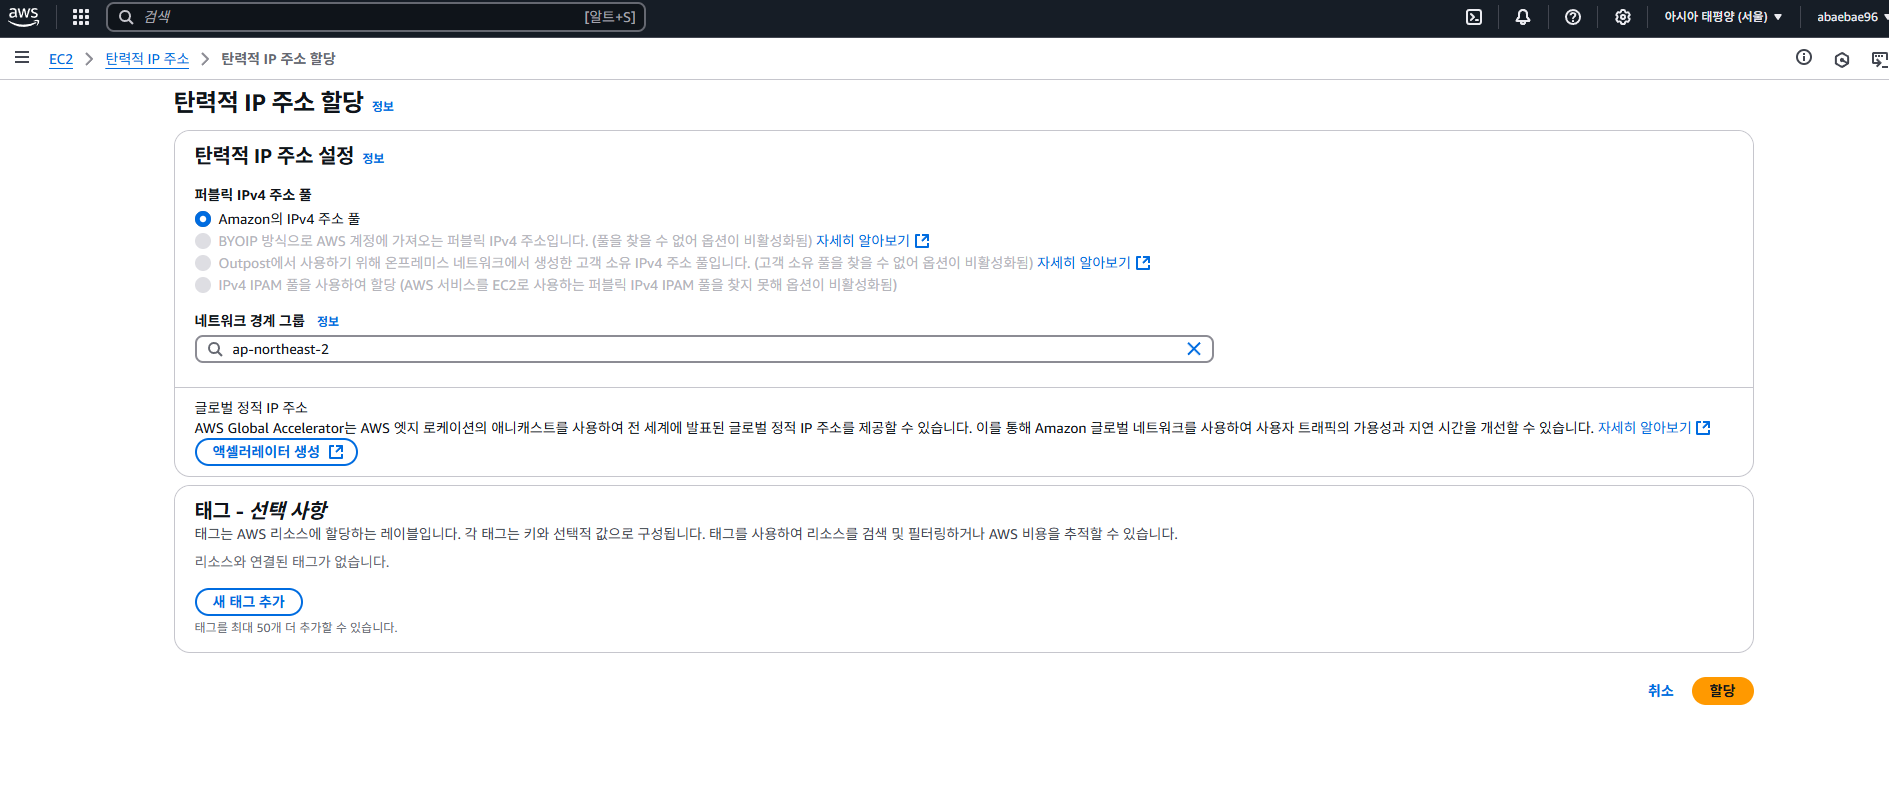 aws
검색 [알트+S]
아시아 태평양 (서울) abaebae96
EC2 탄력적 IP 주소 탄력적 IP 주소 할당
탄력적 IP 주소 할당 정보
탄력적 IP 주소 설정 정보
퍼블릭 IPv4 주소 풀
Amazon의 IPv4 주소 풀
BYOIP 방식으로 AWS 계정에 가져오는 퍼블릭 IPv4 주소입니다. (풀을 찾을 수 없어 옵션이 비활성화됨) 자세히 알아보기
Outpost에서 사용하기 위해 온프레미스 네트워크에서 생성한 고객 소유 IPv4 주소 풀입니다. (고객 소유 풀을 찾을 수 없어 옵션이 비활성화됨) 자세히 알아보기
IPv4 IPAM 풀을 사용하여 할당 (AWS 서비스를 EC2로 사용하는 퍼블릭 IPv4 IPAM 풀을 찾지 못해 옵션이 비활성화됨)
네트워크 경계 그룹 정보
ap-northeast-2
글로벌 정적 IP 주소
AWS Global Accelerator는 AWS 엣지 로케이션의 애니캐스트를 사용하여 전 세계에 발표된 글로벌 정적 IP 주소를 제공할 수 있습니다. 이를 통해 Amazon 글로벌 네트워크를 사용하여 사용자 트래픽의 가용성과 지연 시간을 개선할 수 있습니다. 자세히 알아보기
액셀러레이터 생성
태그 - 선택 사항
태그는 AWS 리소스에 할당하는 레이블입니다. 각 태그는 키와 선택적 값으로 구성됩니다. 태그를 사용하여 리소스를 검색 및 필터링하거나 AWS 비용을 추적할 수 있습니다.
리소스와 연결된 태그가 없습니다.
새 태그 추가
태그를 최대 50개 더 추가할 수 있습니다.
취소 할당